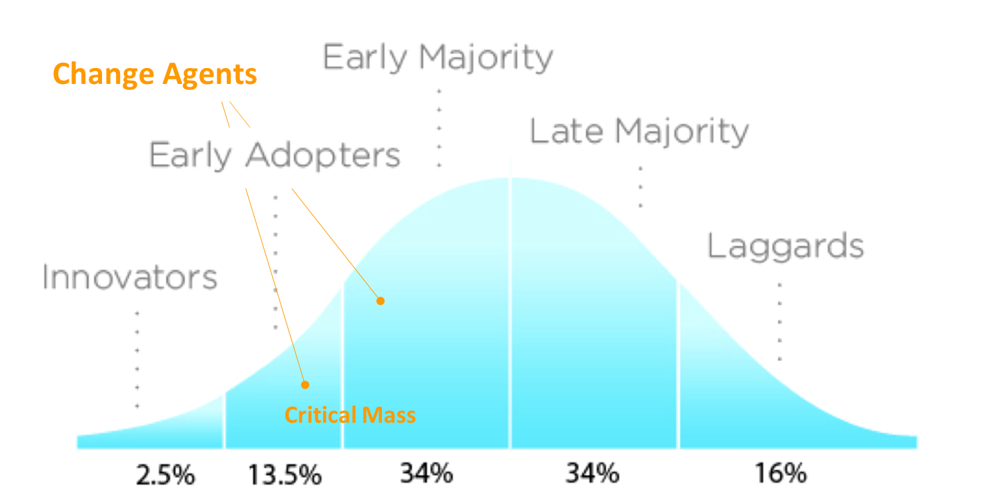 Early Majority
Change Agents
Late Majority
Early Adopters
Laggards
Innovators
Critical Mass
2.5%
13.5%
34%
34%
16%